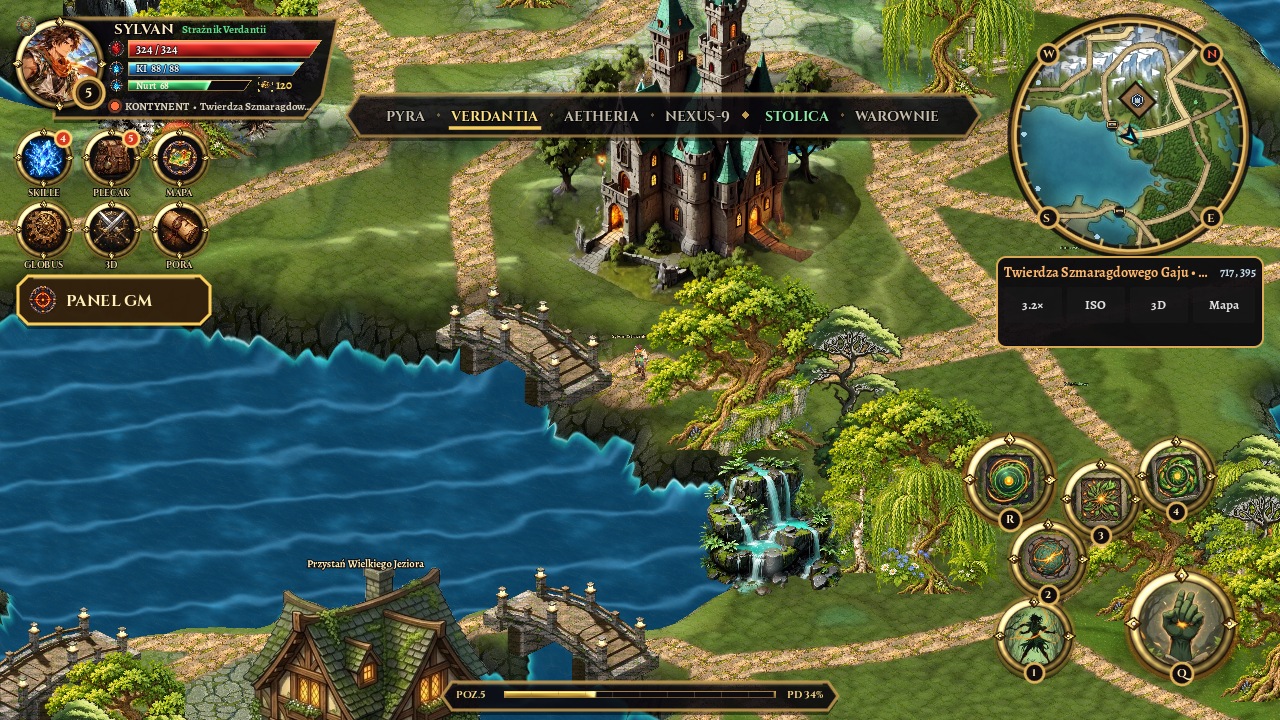 SYLVAN Strażnik Verdantii
324 / 324
KI 88 / 88
Nurt 68
120
5
KONTYNENT • Twierdza Szmaragdow...
4
5
SKILLE
PLECAK
MAPA
GLOBUS
3D
PORA
PANEL GM
PYRA • VERDANTIA • AETHERIA • NEXUS-9 ◆ STOLICA • WAROWNIE
W
N
S
E
Twierdza Szmaragdowego Gaju • ... 717,395
3.2×
ISO
3D
Mapa
Przystań Wielkiego Jeziora
R
3
4
2
1
Q
POZ.5
PD 34%